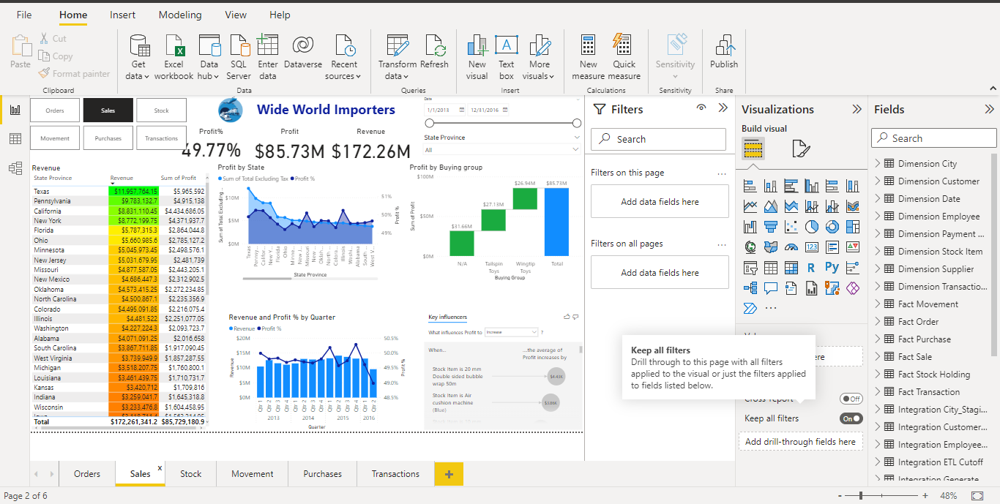 File Home Insert Modeling View Help
Paste
Cut
Copy
Format painter
Clipboard
Get data
Excel workbook
Data hub
SQL Server
Enter data
Dataverse
Recent sources
Data
Transform data
Refresh
Queries
New visual
Text box
More visuals
Insert
New measure
Quick measure
Calculations
Sensitivity
Sensitivity
Publish
Share
Orders Sales Stock
Movement Purchases Transactions
Wide World Importers
Profit% Profit Revenue
49.77% $85.73M $172.26M
Date
1/1/2013 12/31/2016
State Province
All
Revenue
State Province Revenue Sum of Profit
Texas $11,957,764.15 $5,965,592
Pennsylvania $9,783,132.7 $4,915,138
California $8,831,110.45 $4,434,686.05
New York $8,772,199.75 $4,371,937.7
Florida $5,787,315.3 $2,864,044.8
Ohio $5,660,985.6 $2,785,127.2
Minnesota $5,045,973.45 $2,498,576.1
New Jersey $5,031,679.95 $2,481,739
Missouri $4,877,587.05 $2,443,205.1
New Mexico $4,686,447.3 $2,312,902.5
Oklahoma $4,573,415.25 $2,272,234.85
North Carolina $4,500,867.1 $2,235,356.9
Colorado $4,495,091.85 $2,216,075.4
Illinois $4,481,522 $2,251,077.05
Washington $4,227,224.3 $2,093,723.7
Alabama $4,071,091.25 $2,016,658
South Carolina $3,867,711.85 $1,917,090.45
West Virginia $3,739,949.9 $1,857,287.55
Michigan $3,518,207.75 $1,760,800.1
Louisiana $3,461,439.75 $1,710,731.7
Kansas $3,420,712 $1,709,816
Indiana $3,259,041.7 $1,645,318.8
Wisconsin $3,233,476.8 $1,604,458.95
Total $172,261,341.2 $85,729,180.9
Profit by State
Sum of Total Excluding Tax Profit %
Sum of Total Excluding ...
$10M
$5M
$0M
51%
50%
49%
Profit %
Texas
Pennsy...
Califor...
New Y...
Florida
Ohio
Minne...
New J...
Missouri
New ...
Oklah...
North ...
Colora...
Illinois
Washi...
Alabama
South ...
West V...
State Province
Profit by Buying group
Sum of Profit
$100M
$50M
$0M
$31.66M $27.13M $26.94M $85.73M
N/A Tailspin Toys Wingtip Toys Total
Buying Group
Revenue and Profit % by Quarter
Revenue Profit %
Revenue
$20M
$15M
$10M
$5M
$0M
50.5%
50.0%
49.5%
49.0%
48.5%
Profit %
Qtr 1 Qtr 2 Qtr 3 Qtr 4 Qtr 1 Qtr 2 Qtr 3 Qtr 4 Qtr 1 Qtr 2 Qtr 3 Qtr 4 Qtr 1 Qtr 2
2013 2014 2015 2016
Quarter
Key influencers
What influences Profit to Increase ?
When...
...the average of Profit increases by
Stock Item is 20 mm
Double sided bubble
wrap 50m
$4.43K
Stock Item is Air
cushion machine
(Blue)
Filters
Search
Filters on this page ...
Add data fields here
Filters on all pages ...
Add data fields here
Visualizations
Build visual
123
R Py
...
Keep all filters
Drill through to this page with all filters
applied to the visual or just the filters applied
to fields listed below.
Off
Keep all filters On
Add drill-through fields here
Fields
Search
Dimension City
Dimension Customer
Dimension Date
Dimension Employee
Dimension Payment ...
Dimension Stock Item
Dimension Supplier
Dimension Transactio...
Fact Movement
Fact Order
Fact Purchase
Fact Sale
Fact Stock Holding
Fact Transaction
Integration City_Stagi...
Integration Customer...
Integration Employee...
Integration ETL Cutoff
Integration Generate
Orders Sales x Stock Movement Purchases Transactions +
Page 2 of 6
- + 48%